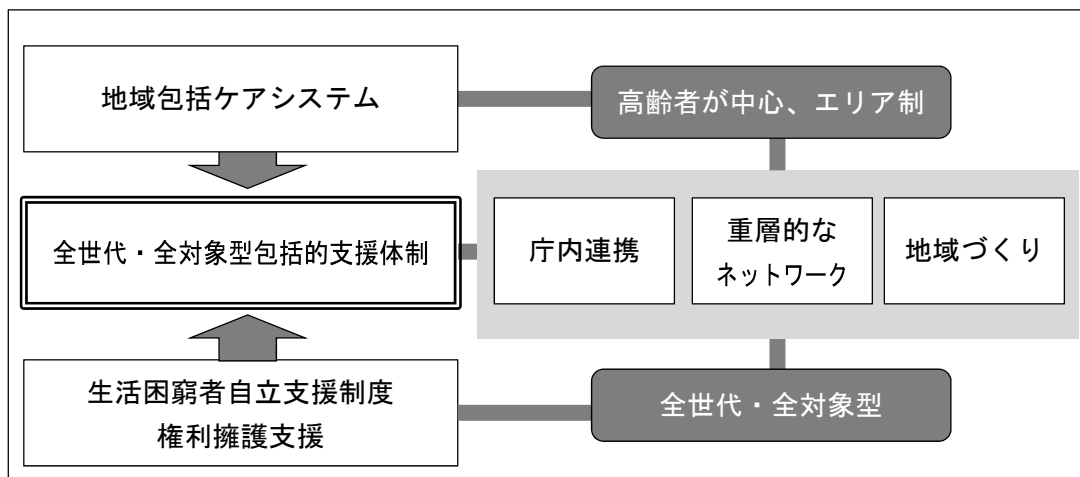 地域包括ケアシステム
高齢者が中心、エリア制
全世代・全対象型包括的支援体制
庁内連携
重層的な
ネットワーク
地域づくり
生活困窮者自立支援制度
権利擁護支援
全世代・全対象型